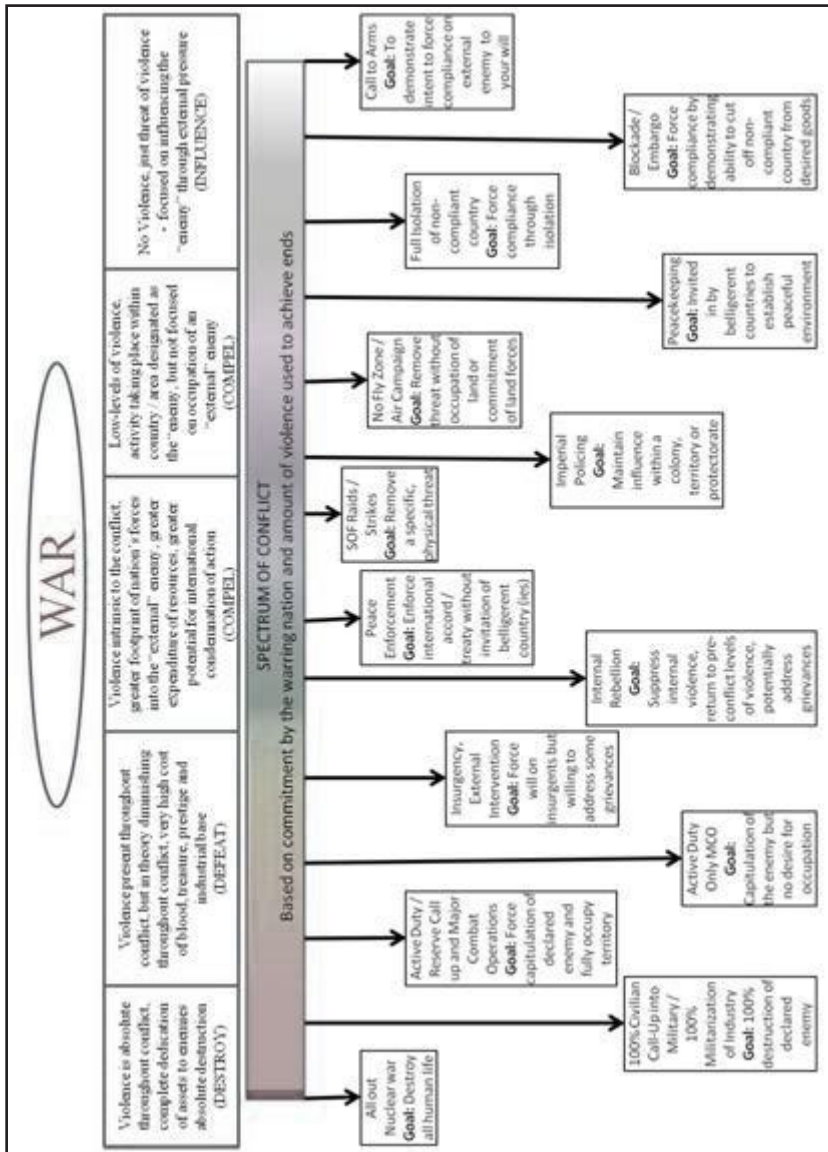 WAR
Violence is absolute
throughout conflict,
complete dedication
of assets to enemies
absolute destruction
(DESTROY)
Violence present throughout
conflict, but in theory diminishing
throughout conflict, very high cost
of blood, treasure, prestige and
industrial base
(DEFEAT)
Violence intrinsic to the conflict,
greater footprint of nation's forces
into the "external" enemy, greater
expenditure of resources, greater
potential for international
condemnation of action
(COMPEL)
Low-levels of violence,
activity taking place within
country / area designated as
the "enemy, but not focused
on occupation of an
"external" enemy
(COMPEL)
No Violence, just threat of violence
- focused on influencing the
"enemy" through external pressure
(INFLUENCE)
SPECTRUM OF CONFLICT
Based on commitment by the warring nation and amount of violence used to achieve ends
All out
Nuclear war
Goal: Destroy
all human life
100% Civilian
Call-Up into
Military /
100%
Militarization
of Industry
Goal: 100%
destruction of
declared
enemy
Active Duty /
Reserve Call
up and Major
Combat
Operations
Goal: Force
capitulation of
declared
enemy and
fully occupy
territory
Active Duty
Only MCO
Goal:
Capitulation of
the enemy but
no desire for
occupation
Insurgency,
External
Intervention
Goal: Force
will on
insurgents but
willing to
address some
grievances
Internal
Rebellion
Goal:
Suppress
internal
violence,
return to pre-
conflict levels
of violence,
potentially
address
grievances
Peace
Enforcement
Goal: Enforce
international
accord /
treaty without
invitation of
belligerent
country (ies)
SOF Raids /
Strikes
Goal: Remove
a specific,
physical threat
Imperial
Policing
Goal:
Maintain
influence
within a
colony,
territory or
protectorate
No Fly Zone /
Air Campaign
Goal: Remove
threat without
occupation of
land or
commitment
of land forces
Peacekeeping
Goal: Invited
in by
belligerent
countries to
establish
peaceful
environment
Full Isolation
of non-
compliant
country
Goal: Force
compliance
through
isolation
Blockade /
Embargo
Goal: Force
compliance by
demonstrating
ability to cut
off non-
compliant
country from
desired goods
Call to Arms
Goal: To
demonstrate
intent to force
compliance on
external
enemy to
your will